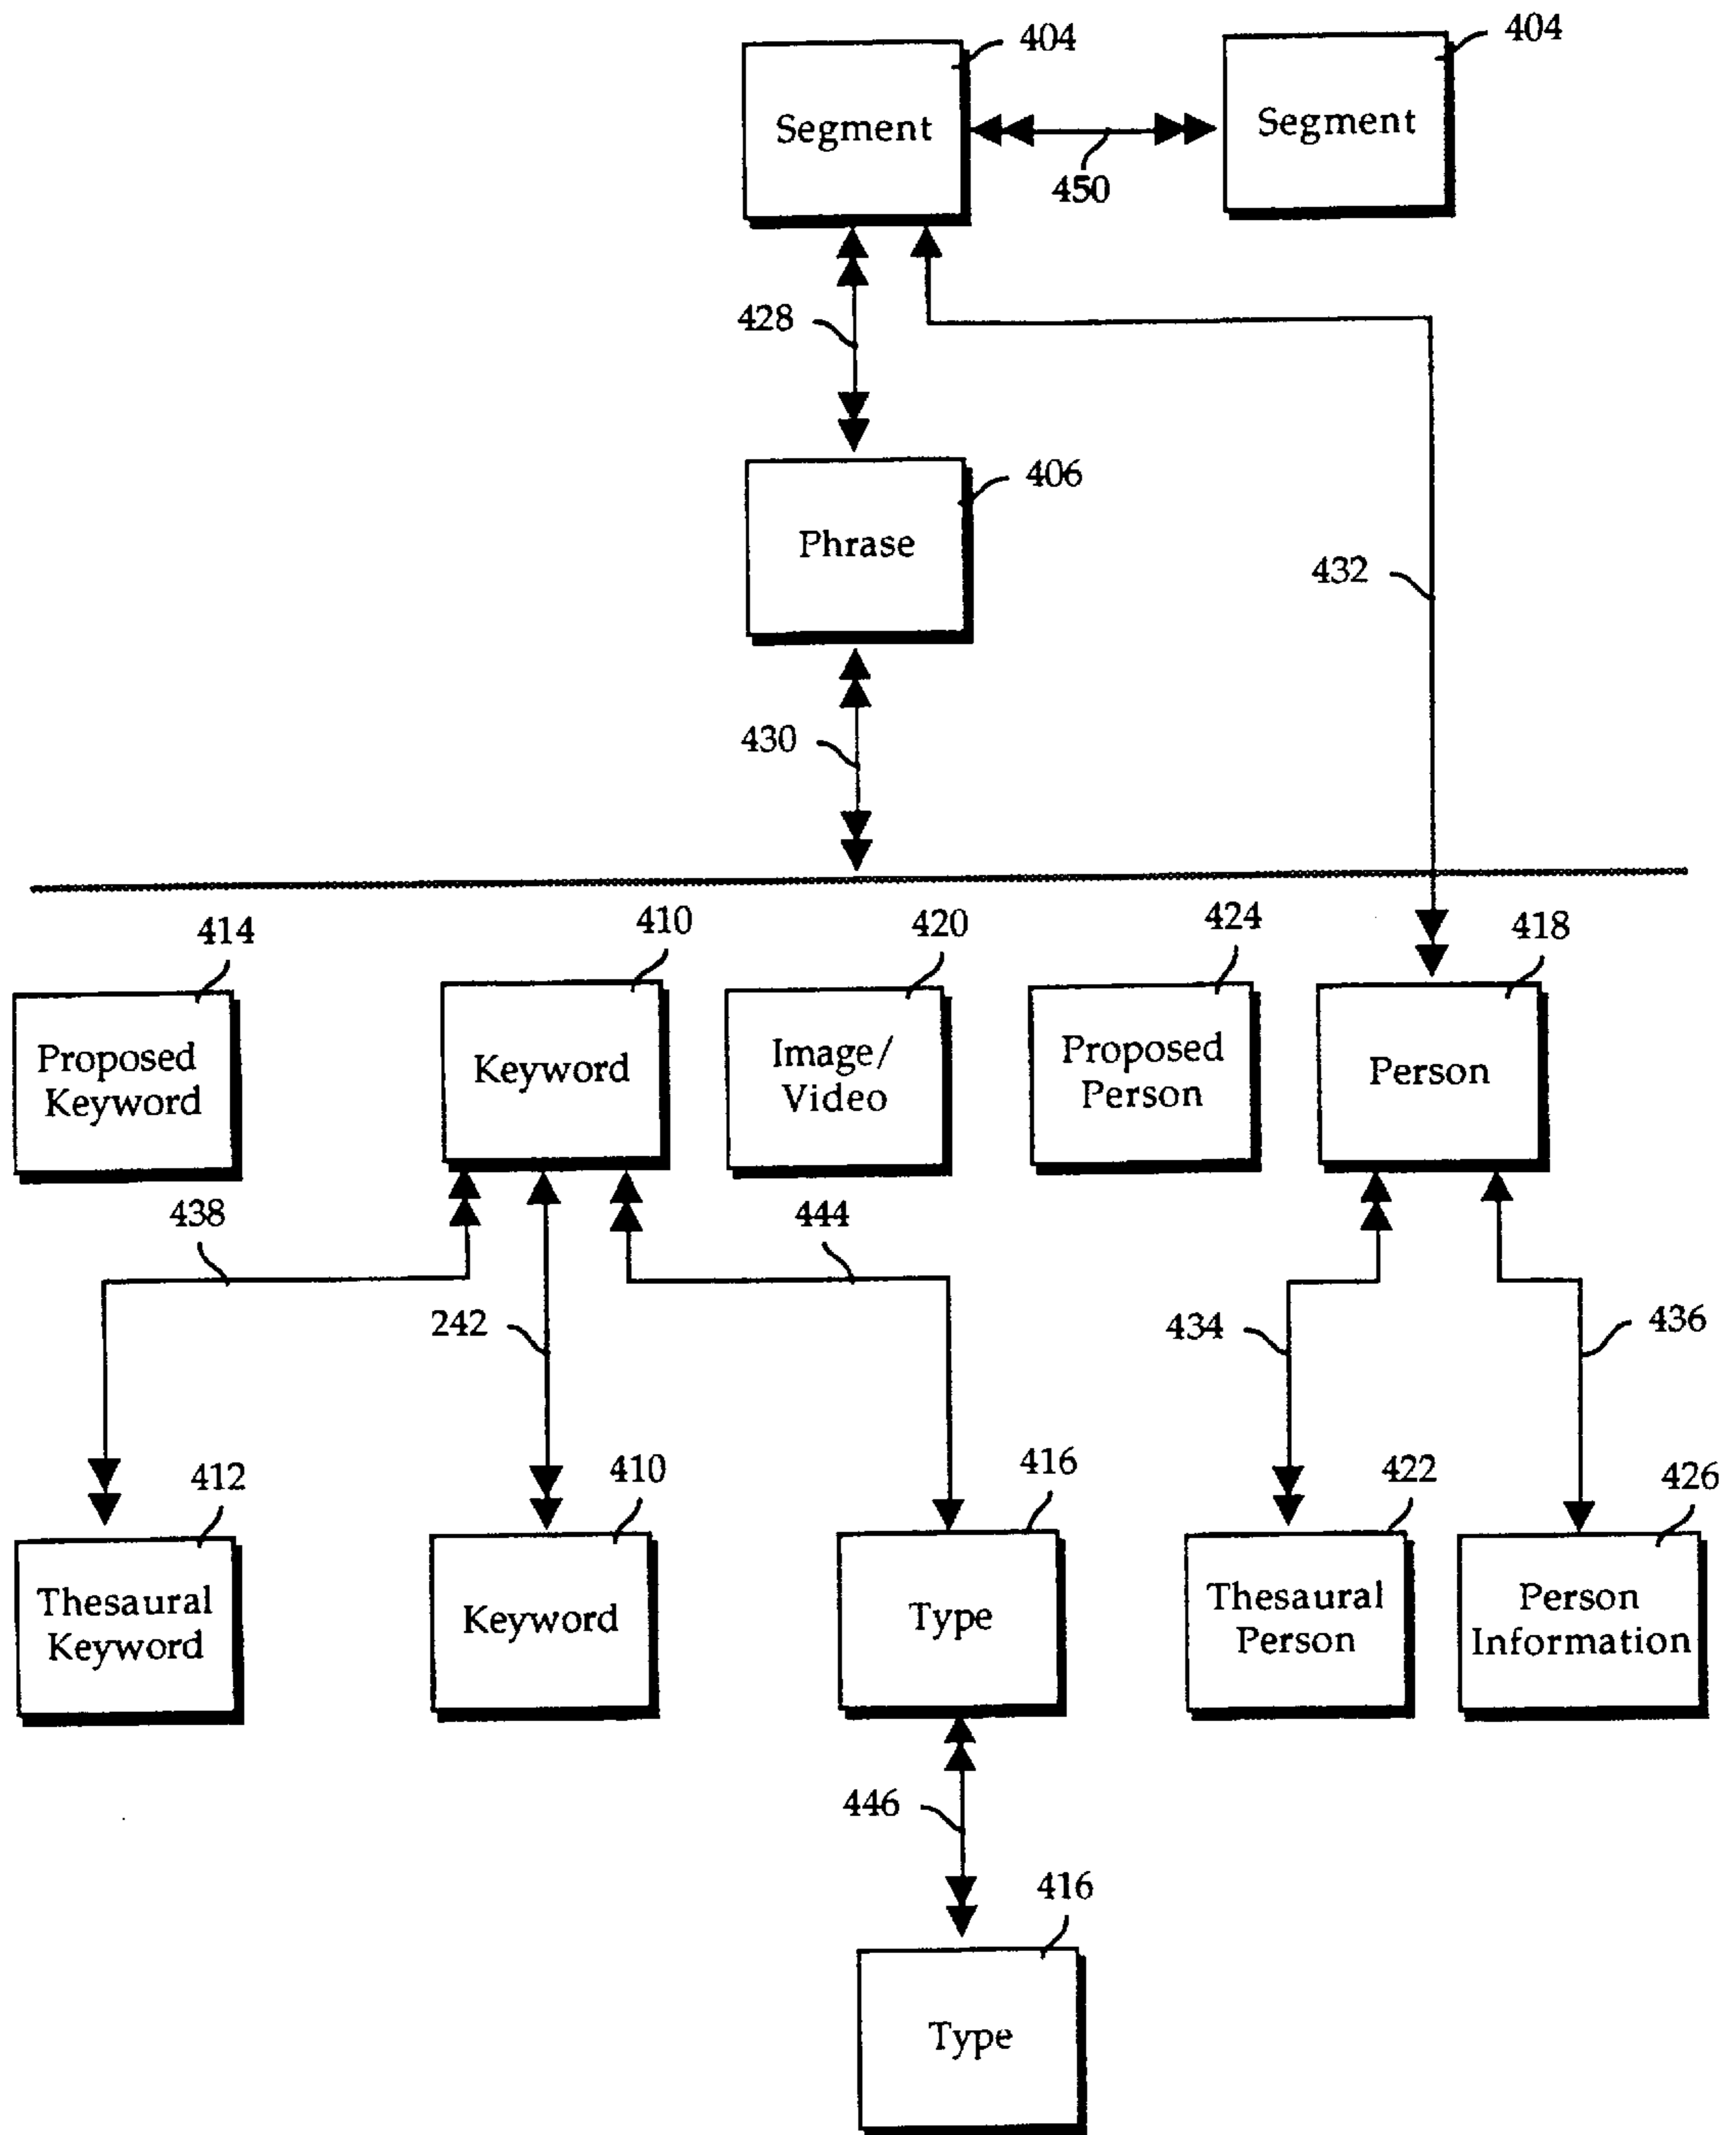 404
404
Segment
Segment
450
428
406
Phrase
432
430
414
410
420
424
418
Proposed
Keyword
Keyword
Image/
Video
Proposed
Person
Person
438
444
242
434
436
412
410
416
422
426
Thesaural
Keyword
Keyword
Type
Thesaural
Person
Person
Information
446
416
Type